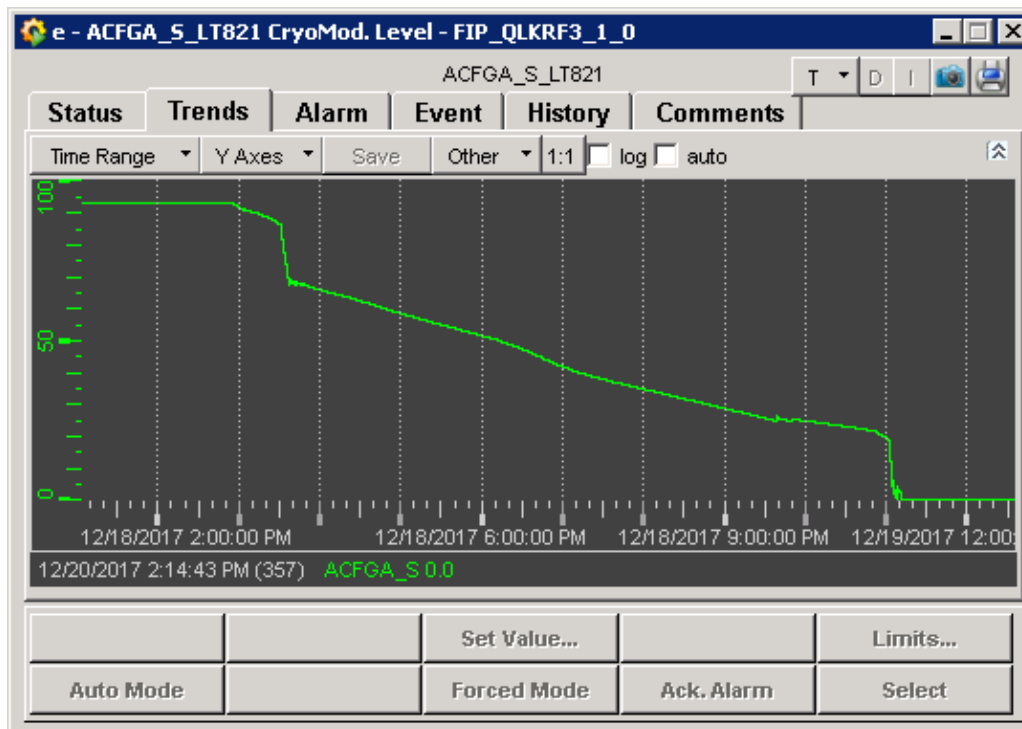 e - ACFGA_S_LT821 CryoMod. Level - FIP_QLKRF3_1_0
ACFGA_S_LT821
T D I
Status Trends Alarm Event History Comments
Time Range Y Axes Save Other 1:1 log auto
100
50
0
12/18/2017 2:00:00 PM 12/18/2017 6:00:00 PM 12/18/2017 9:00:00 PM 12/19/2017 12:00:
12/20/2017 2:14:43 PM (357) ACFGA_S 0.0
Set Value... Limits...
Auto Mode Forced Mode Ack. Alarm Select